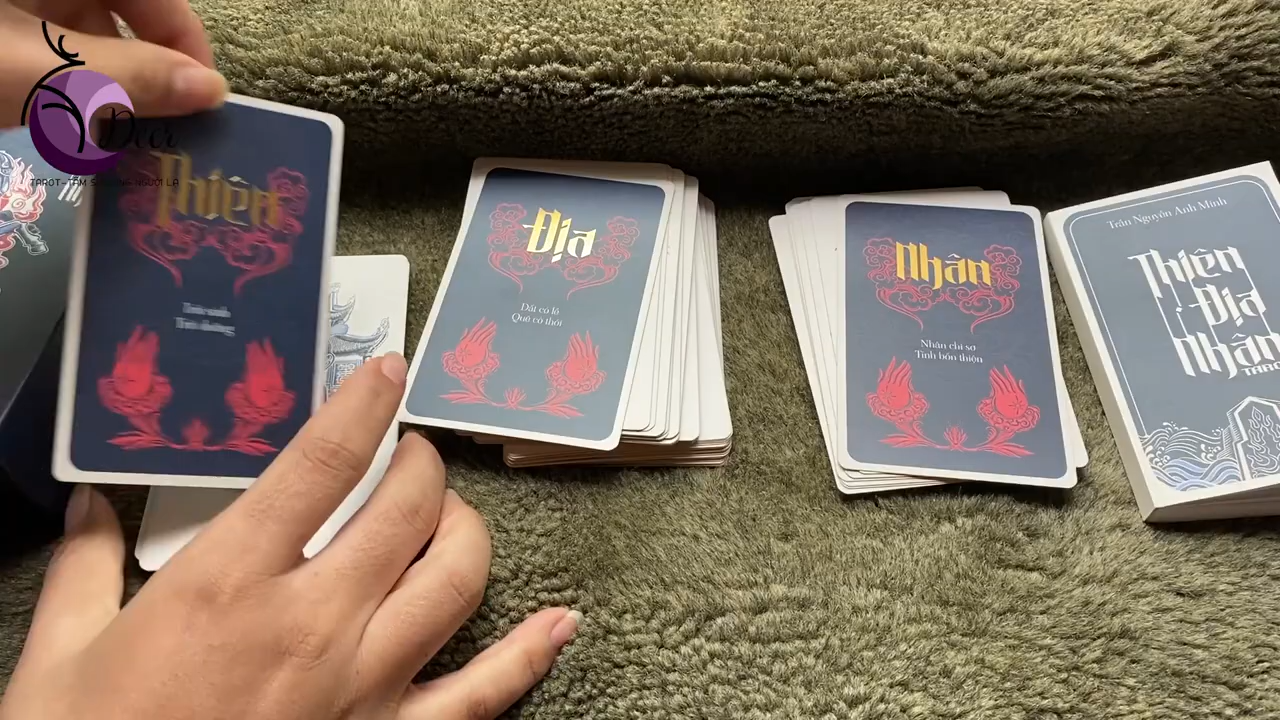 Deer
Thiên
Địa
Đất có lề
Quê có thói
Nhân
Nhân chi sơ
Tính bổn thiện
Trần Nguyễn Anh Minh
Thiên
Địa
Nhân
TAROT